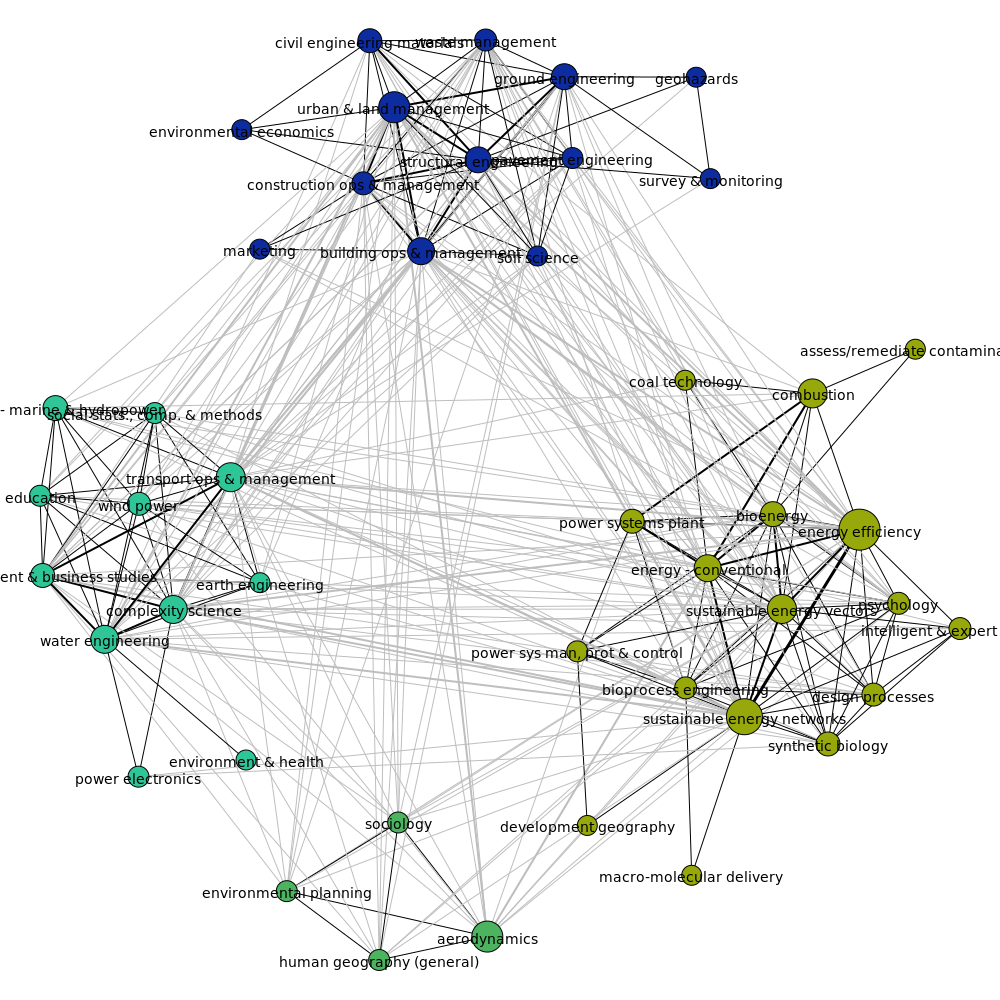 civil engineering materials
waste management
ground engineering
geohazards
urban & land management
environmental economics
structural engineering
pavement engineering
construction ops & management
survey & monitoring
marketing
building ops & management
soil science
assess/remediate contamina
coal technology
combustion
- marine & hydropower
social stats., comp. & methods
transport ops & management
education
wind power
power systems plant
bioenergy
energy efficiency
energy - conventional
ent & business studies
earth engineering
complexity science
sustainable energy vectors
psychology
intelligent & expert
water engineering
power sys man, prot & control
bioprocess engineering
design processes
sustainable energy networks
synthetic biology
environment & health
power electronics
sociology
development geography
macro-molecular delivery
environmental planning
aerodynamics
human geography (general)